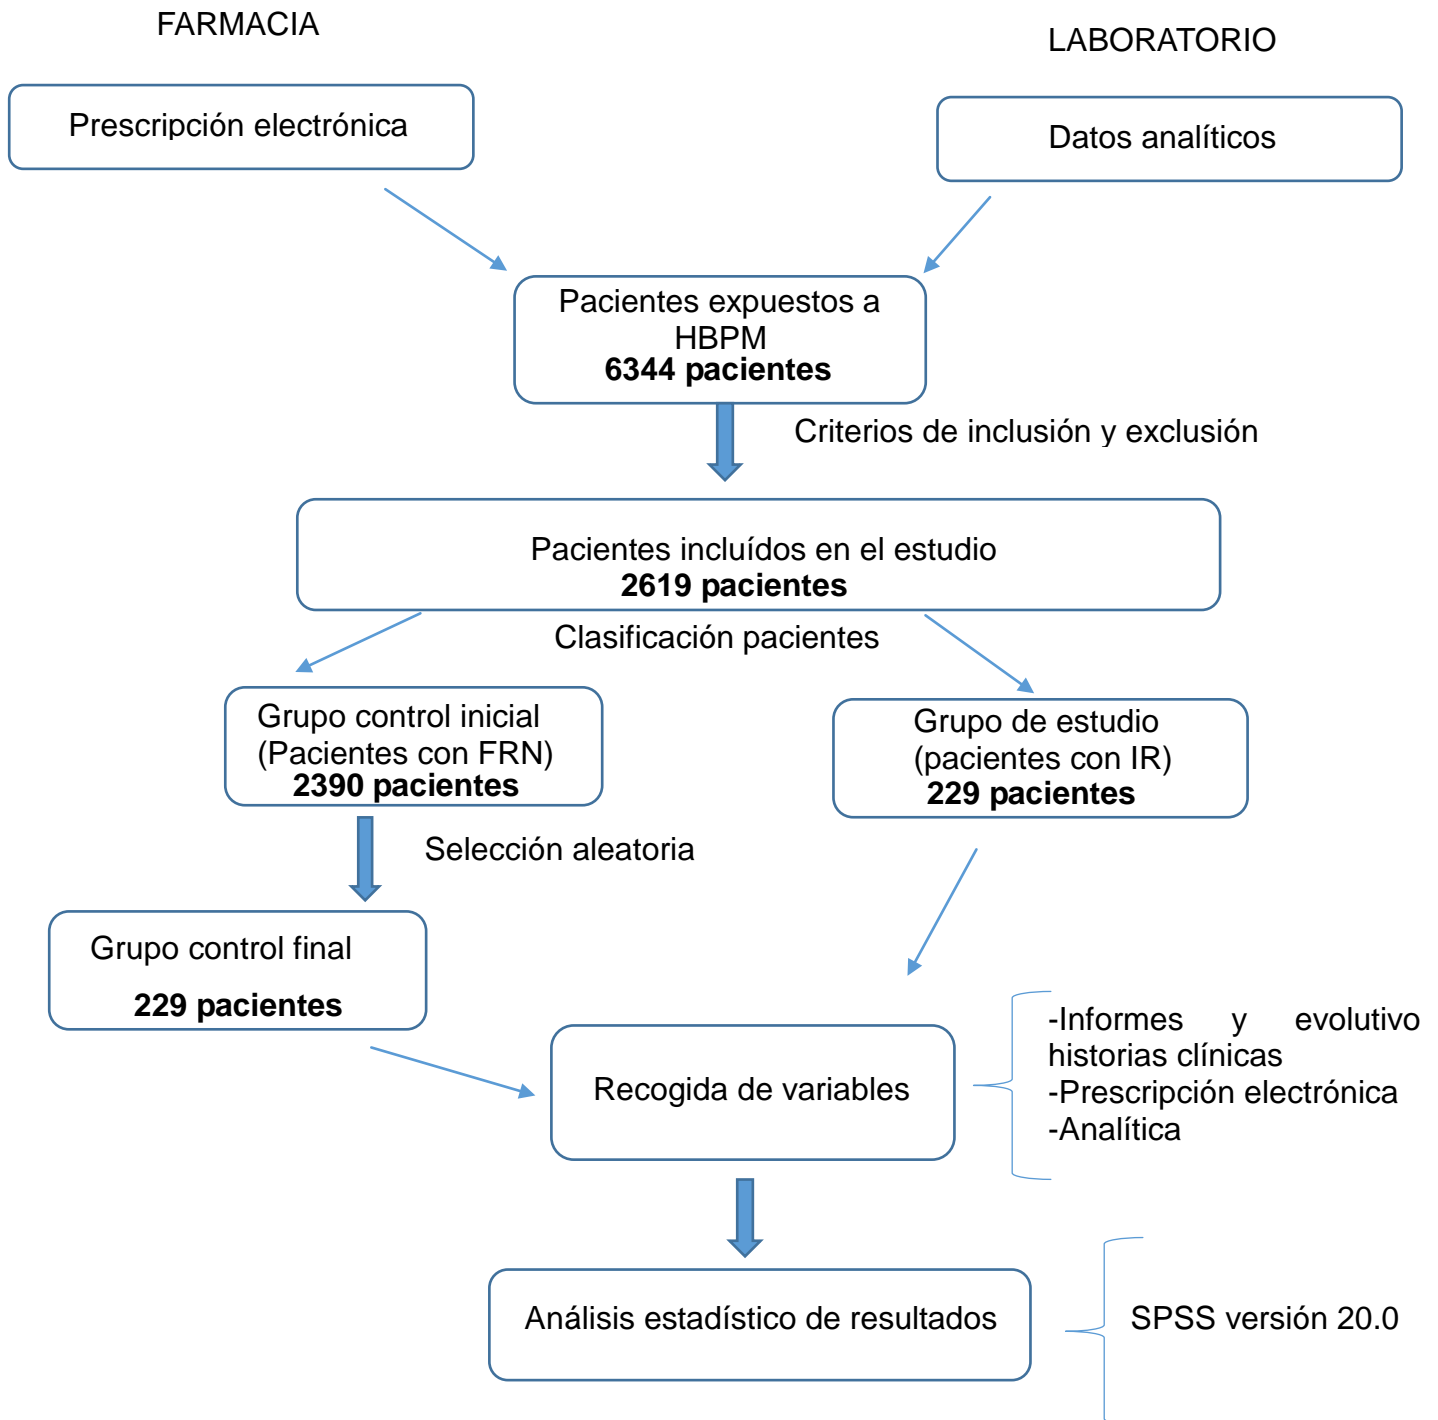 FARMACIA
LABORATORIO
Prescripción electrónica
Datos analíticos
Pacientes expuestos a
HBPM
6344 pacientes
Criterios de inclusión y exclusión
Pacientes incluídos en el estudio
2619 pacientes
Clasificación pacientes
Grupo control inicial
(Pacientes con FRN)
2390 pacientes
Grupo de estudio
(pacientes con IR)
229 pacientes
Selección aleatoria
Grupo control final
229 pacientes
Recogida de variables
-Informes y evolutivo
historias clínicas
-Prescripción electrónica
-Analítica
Análisis estadístico de resultados
SPSS versión 20.0